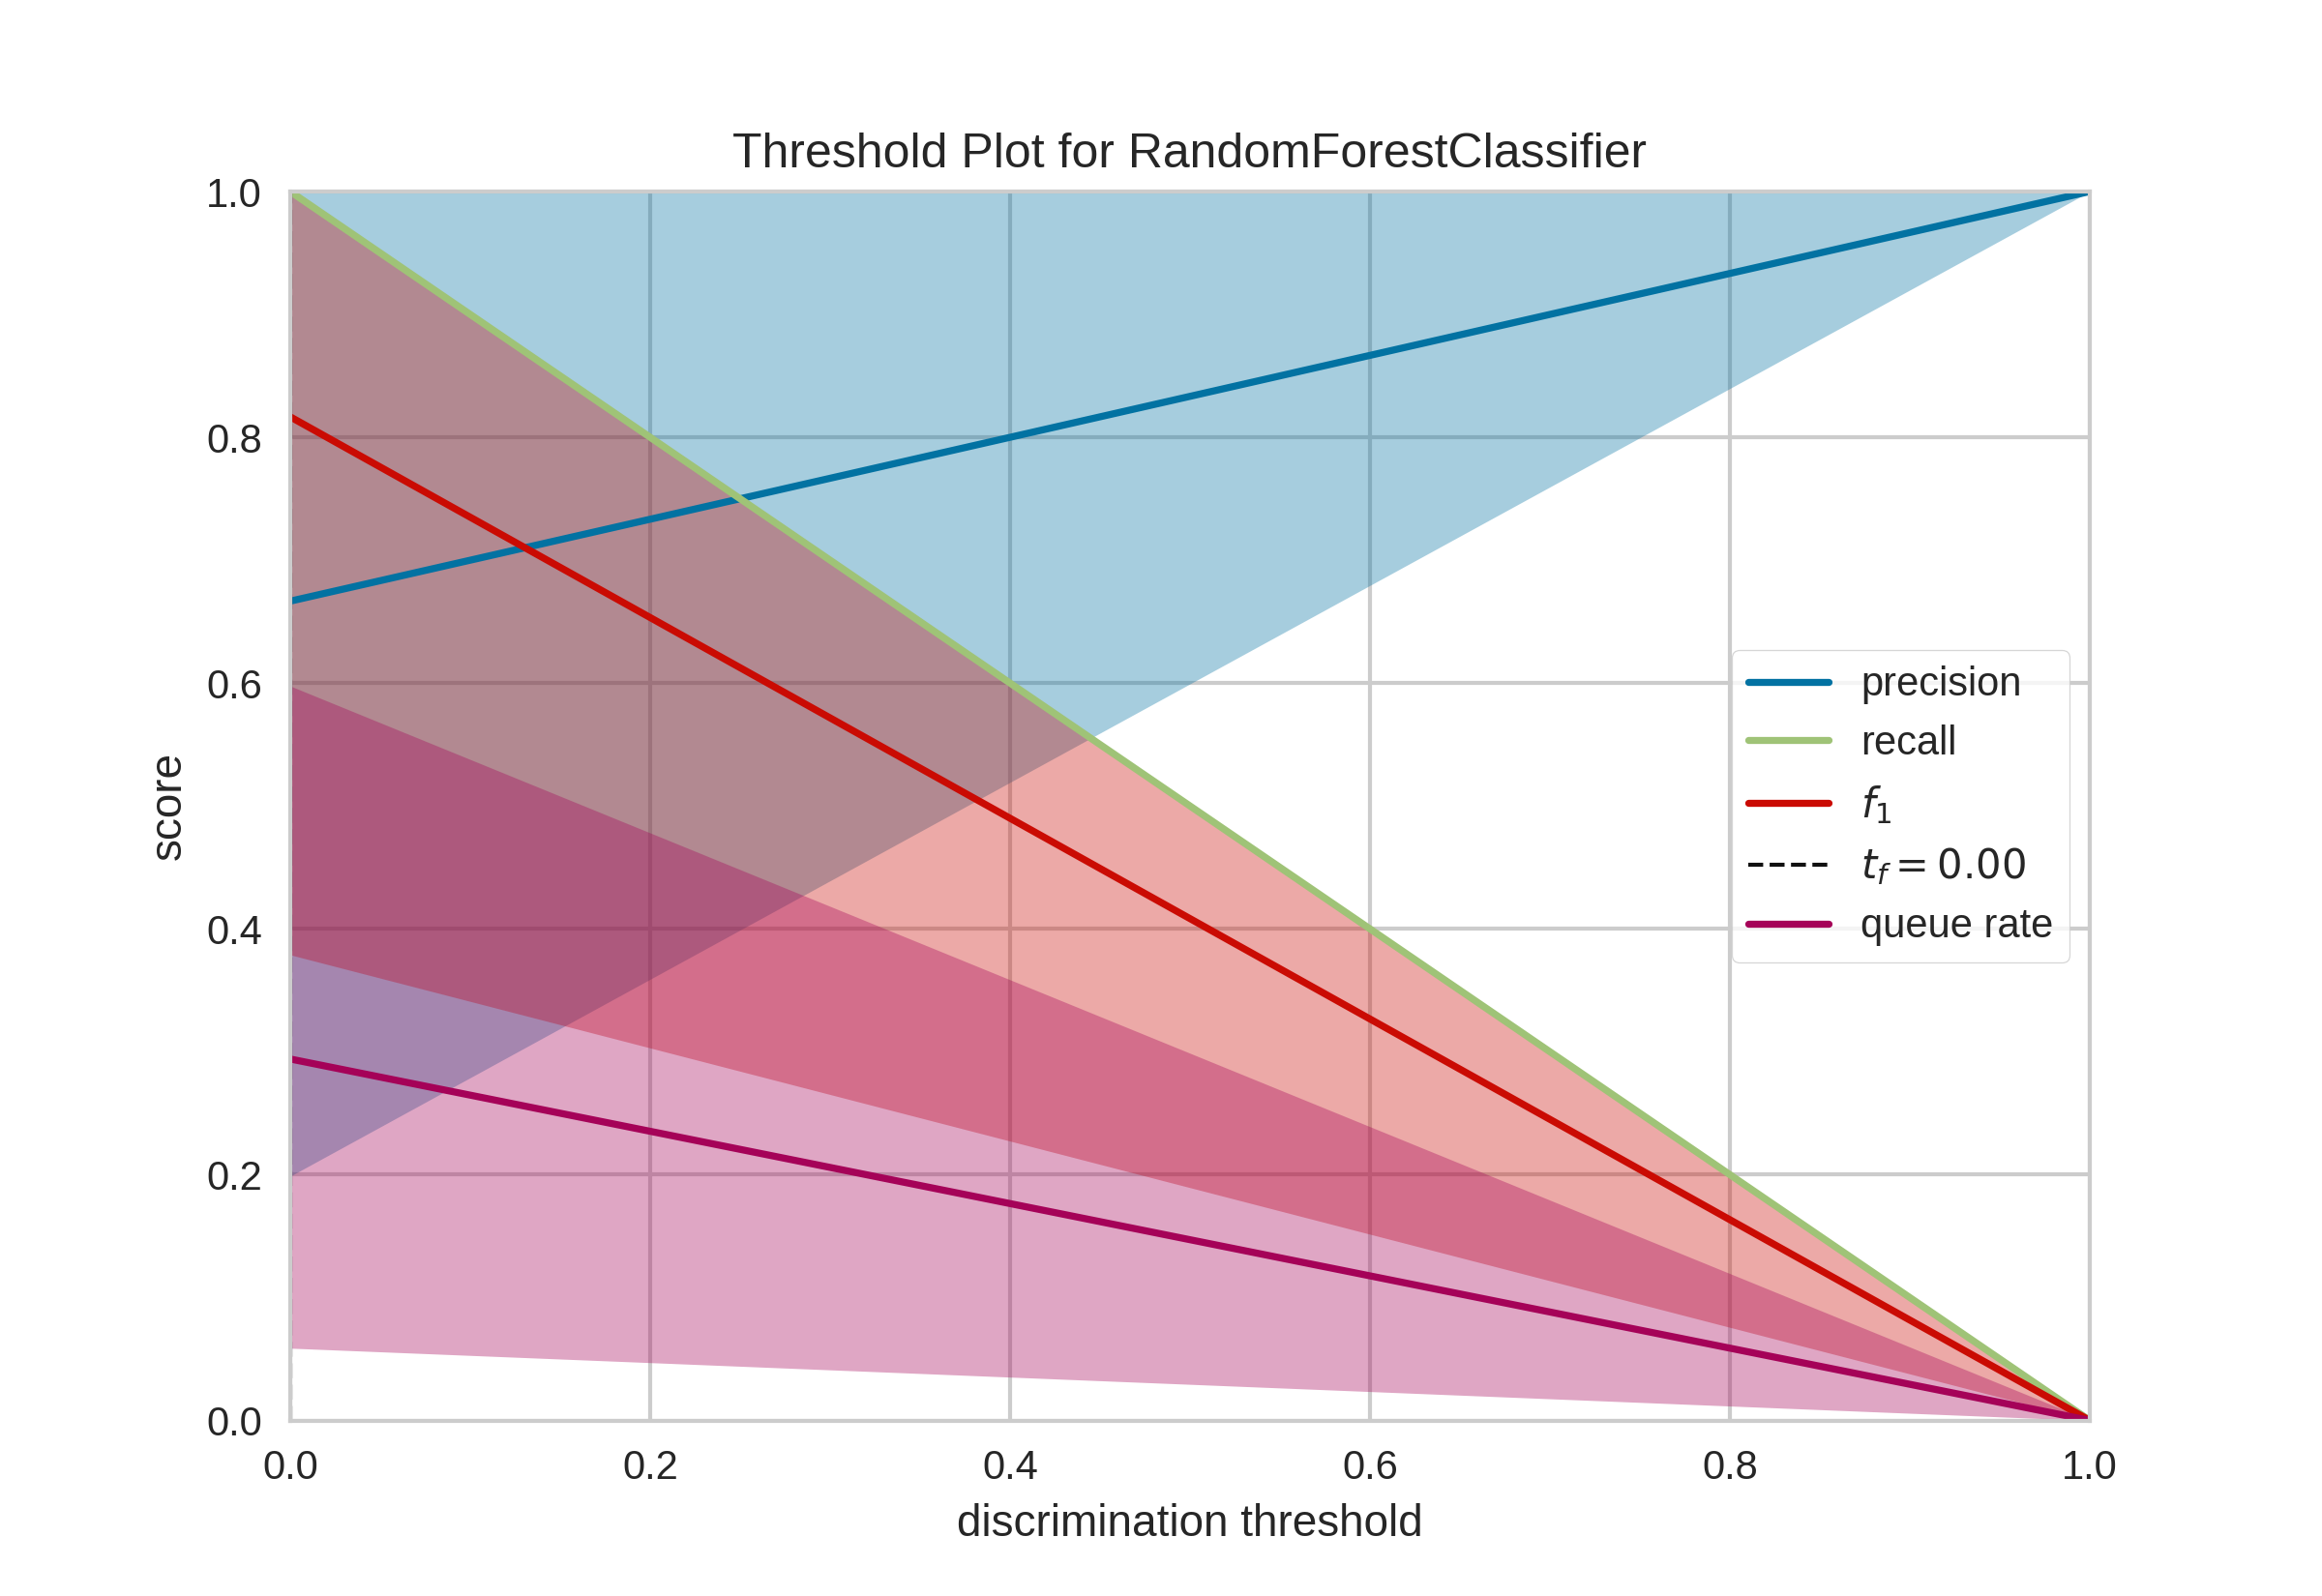 Threshold Plot for RandomForestClassifier
1.0
0.8
0.6
0.4
0.2
0.0
score
precision
recall
f₁
t_f = 0.00
queue rate
0.0 0.2 0.4 0.6 0.8 1.0
discrimination threshold